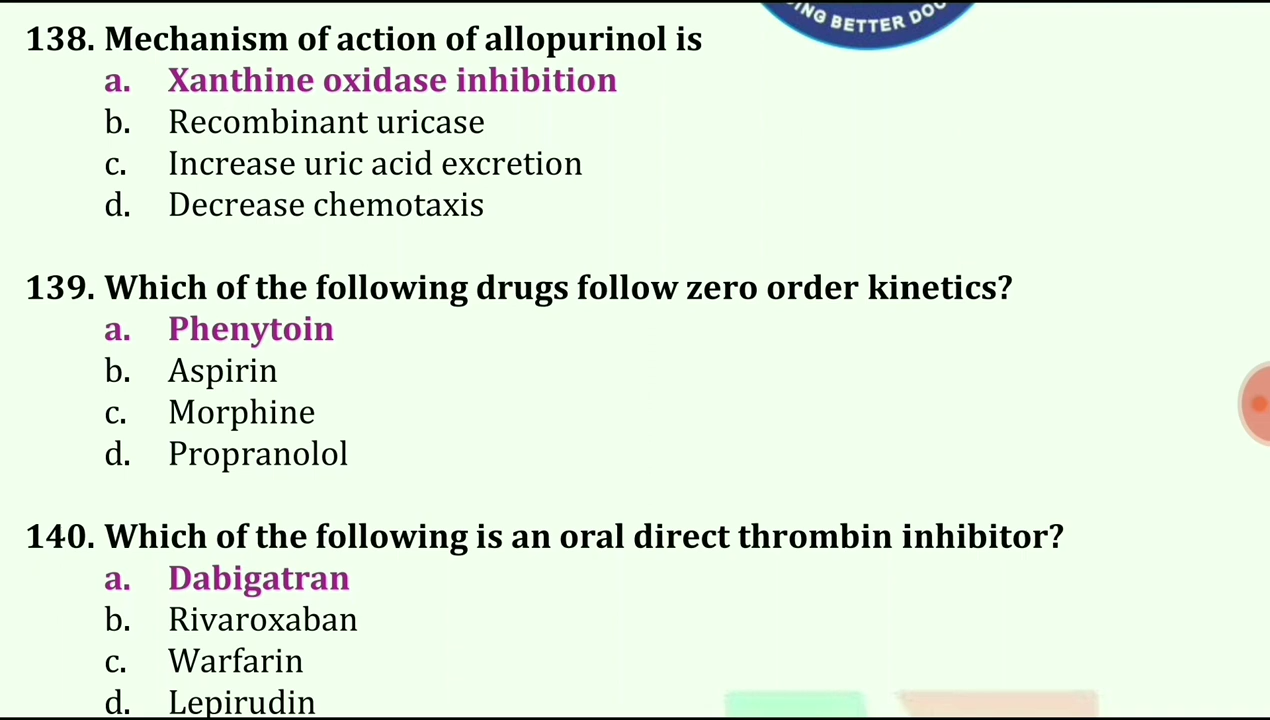 ING BETTER DOC
138. Mechanism of action of allopurinol is
a. Xanthine oxidase inhibition
b. Recombinant uricase
c. Increase uric acid excretion
d. Decrease chemotaxis
139. Which of the following drugs follow zero order kinetics?
a. Phenytoin
b. Aspirin
c. Morphine
d. Propranolol
140. Which of the following is an oral direct thrombin inhibitor?
a. Dabigatran
b. Rivaroxaban
c. Warfarin
d. Lepirudin